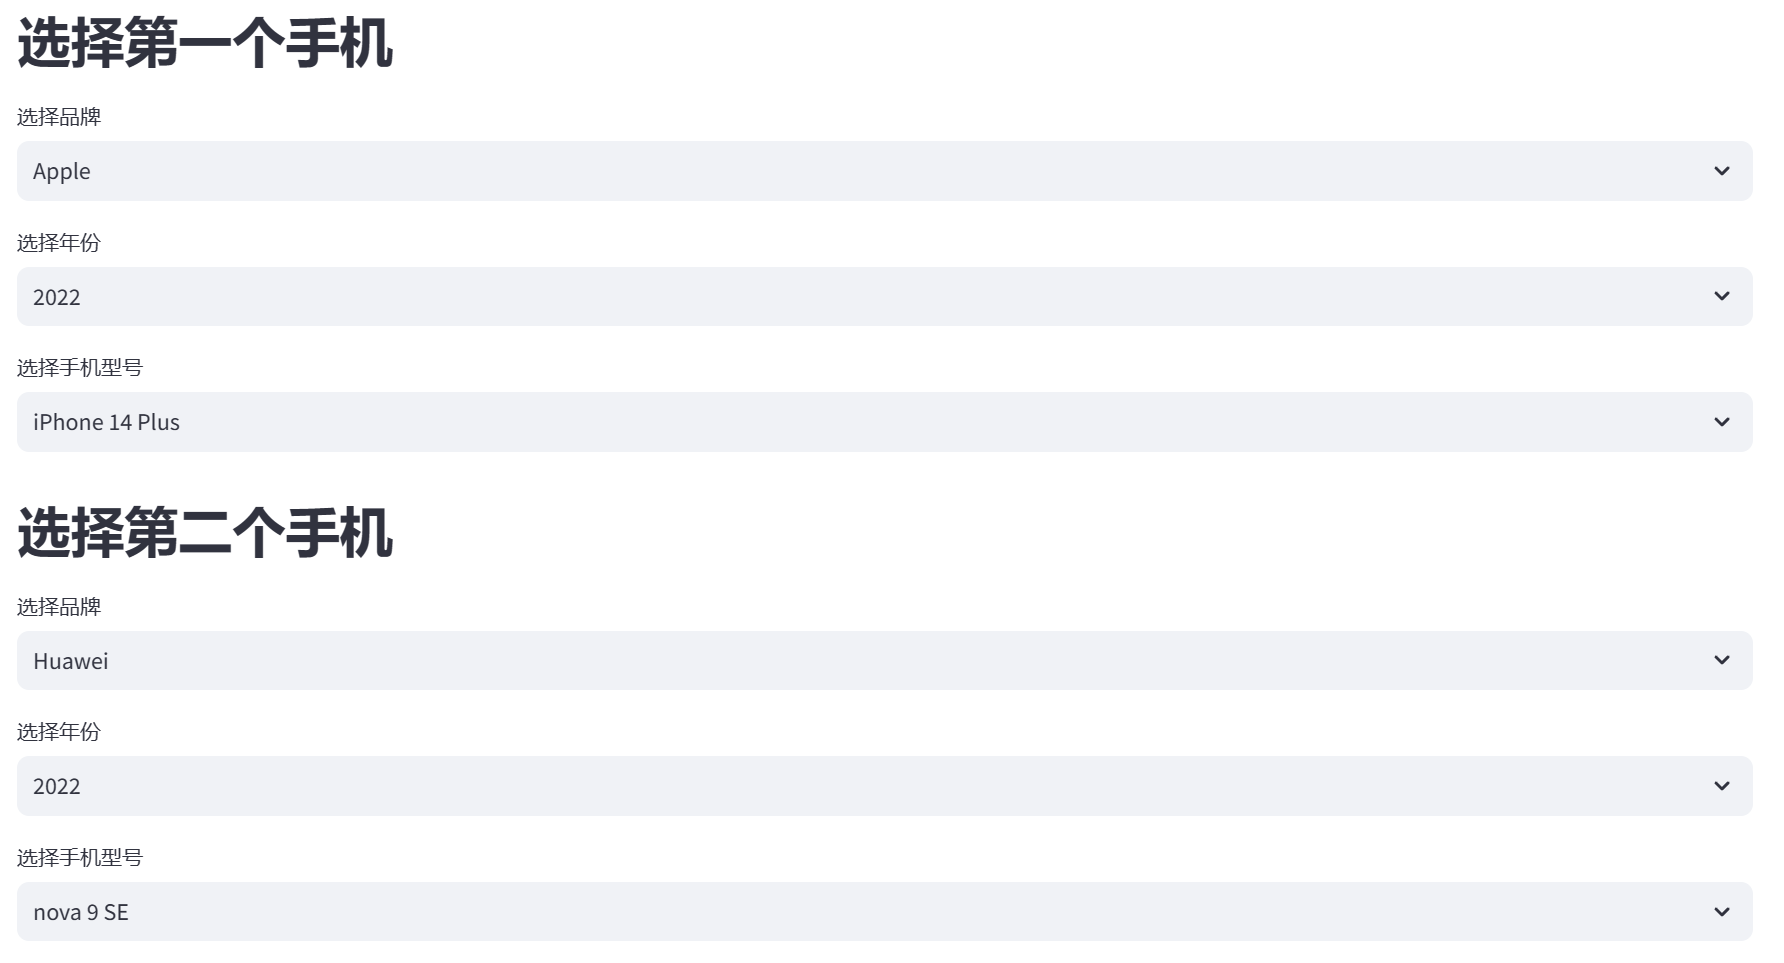 选择第一个手机
选择品牌
Apple
选择年份
2022
选择手机型号
iPhone 14 Plus
选择第二个手机
选择品牌
Huawei
选择年份
2022
选择手机型号
nova 9 SE